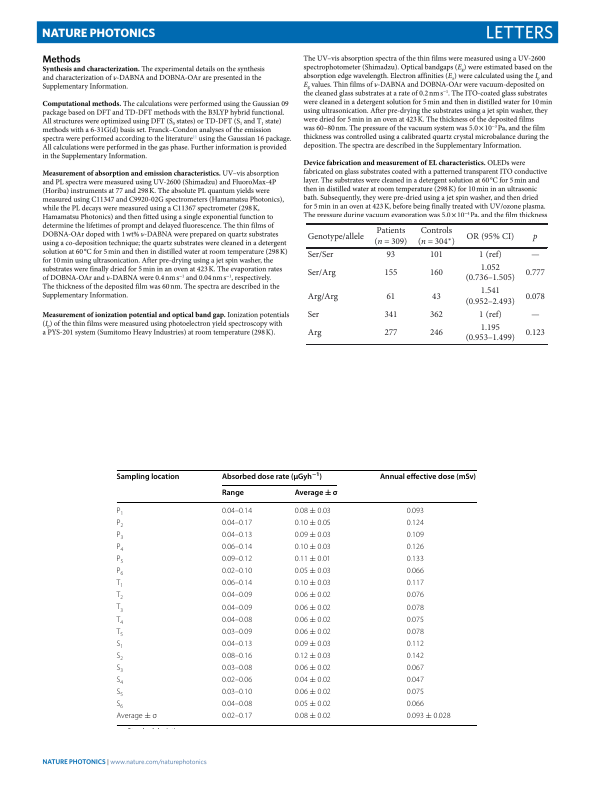 NATURE PHOTONICS
LETTERS
Methods
Synthesis and characterization. The experimental details on the synthesis
and characterization of ν-DABNA and DOBNA-OAr are presented in the
Supplementary Information.
Computational methods. The calculations were performed using the Gaussian 09
package based on DFT and TD-DFT methods with the B3LYP hybrid functional.
All structures were optimized using DFT (S₀ states) or TD-DFT (S₁ and T₁ state)
methods with a 6-31G(d) basis set. Franck–Condon analyses of the emission
spectra were performed according to the literature using the Gaussian 16 package.
All calculations were performed in the gas phase. Further information is provided
in the Supplementary Information.
Measurement of absorption and emission characteristics. UV–vis absorption
and PL spectra were measured using UV-2600 (Shimadzu) and FluoroMax-4P
(Horiba) instruments at 77 and 298 K. The absolute PL quantum yields were
measured using C11347 and C9920-02G spectrometers (Hamamatsu Photonics),
while the PL decays were measured using a C11367 spectrometer (298 K,
Hamamatsu Photonics) and then fitted using a single exponential function to
determine the lifetimes of prompt and delayed fluorescence. The thin films of
DOBNA-OAr doped with 1 wt% ν-DABNA were prepared on quartz substrates
using a co-deposition technique; the quartz substrates were cleaned in a detergent
solution at 60 °C for 5 min and then in distilled water at room temperature (298 K)
for 10 min using ultrasonication. After pre-drying using a jet spin washer, the
substrates were finally dried for 5 min in an oven at 423 K. The evaporation rates
of DOBNA-OAr and ν-DABNA were 0.4 nm s⁻¹ and 0.04 nm s⁻¹, respectively.
The thickness of the deposited film was 60 nm. The spectra are described in the
Supplementary Information.
Measurement of ionization potential and optical band gap. Ionization potentials
(Iₚ) of the thin films were measured using photoelectron yield spectroscopy with
a PYS-201 system (Sumitomo Heavy Industries) at room temperature (298 K).
The UV–vis absorption spectra of the thin films were measured using a UV-2600
spectrophotometer (Shimadzu). Optical bandgaps (E₉) were estimated based on the
absorption edge wavelength. Electron affinities (Eₐ) were calculated using the Iₚ and
E₉ values. Thin films of ν-DABNA and DOBNA-OAr were vacuum-deposited on
the cleaned glass substrates at a rate of 0.2 nm s⁻¹. The ITO-coated glass substrates
were cleaned in a detergent solution for 5 min and then in distilled water for 10 min
using ultrasonication. After pre-drying the substrates using a jet spin washer, they
were dried for 5 min in an oven at 423 K. The thickness of the deposited films
was 60–80 nm. The pressure of the vacuum system was 5.0 × 10⁻⁴ Pa, and the film
thickness was controlled using a calibrated quartz crystal microbalance during the
deposition. The spectra are described in the Supplementary Information.
Device fabrication and measurement of EL characteristics. OLEDs were
fabricated on glass substrates coated with a patterned transparent ITO conductive
layer. The substrates were cleaned in a detergent solution at 60 °C for 5 min and
then in distilled water at room temperature (298 K) for 10 min in an ultrasonic
bath. Subsequently, they were pre-dried using a jet spin washer, and then dried
for 5 min in an oven at 423 K, before being finally treated with UV/ozone plasma.
The pressure during vacuum evaporation was 5.0 × 10⁻⁴ Pa, and the film thickness
Genotype/allele Patients (n = 309) Controls (n = 304*) OR (95% CI) p
Ser/Ser 93 101 1 (ref) —
Ser/Arg 155 160 1.052 (0.736–1.505) 0.777
Arg/Arg 61 43 1.541 (0.952–2.493) 0.078
Ser 341 362 1 (ref) —
Arg 277 246 1.195 (0.953–1.499) 0.123
Sampling location Absorbed dose rate (μGyh⁻¹) Annual effective dose (mSv)
Range Average ± σ
P₁ 0.04–0.14 0.08 ± 0.03 0.093
P₂ 0.04–0.17 0.10 ± 0.05 0.124
P₃ 0.04–0.13 0.09 ± 0.03 0.109
P₄ 0.06–0.14 0.10 ± 0.03 0.126
P₅ 0.09–0.12 0.11 ± 0.01 0.133
P₆ 0.02–0.10 0.05 ± 0.03 0.066
T₁ 0.06–0.14 0.10 ± 0.03 0.117
T₂ 0.04–0.09 0.06 ± 0.02 0.076
T₃ 0.04–0.09 0.06 ± 0.02 0.078
T₄ 0.04–0.08 0.06 ± 0.02 0.075
T₅ 0.03–0.09 0.06 ± 0.02 0.078
S₁ 0.04–0.13 0.09 ± 0.03 0.112
S₂ 0.08–0.16 0.12 ± 0.03 0.142
S₃ 0.03–0.08 0.06 ± 0.02 0.067
S₄ 0.02–0.06 0.04 ± 0.02 0.047
S₅ 0.03–0.10 0.06 ± 0.02 0.075
S₆ 0.04–0.08 0.05 ± 0.02 0.066
Average ± σ 0.02–0.17 0.08 ± 0.02 0.093 ± 0.028
NATURE PHOTONICS | www.nature.com/naturephotonics